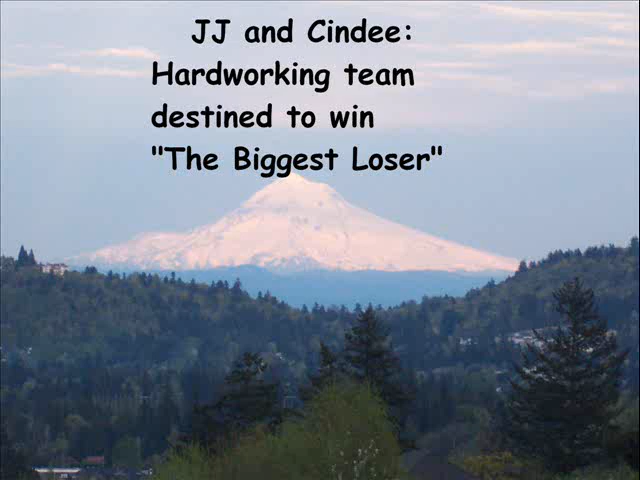 JJ and Cindee:
Hardworking team
destined to win
"The Biggest Loser"